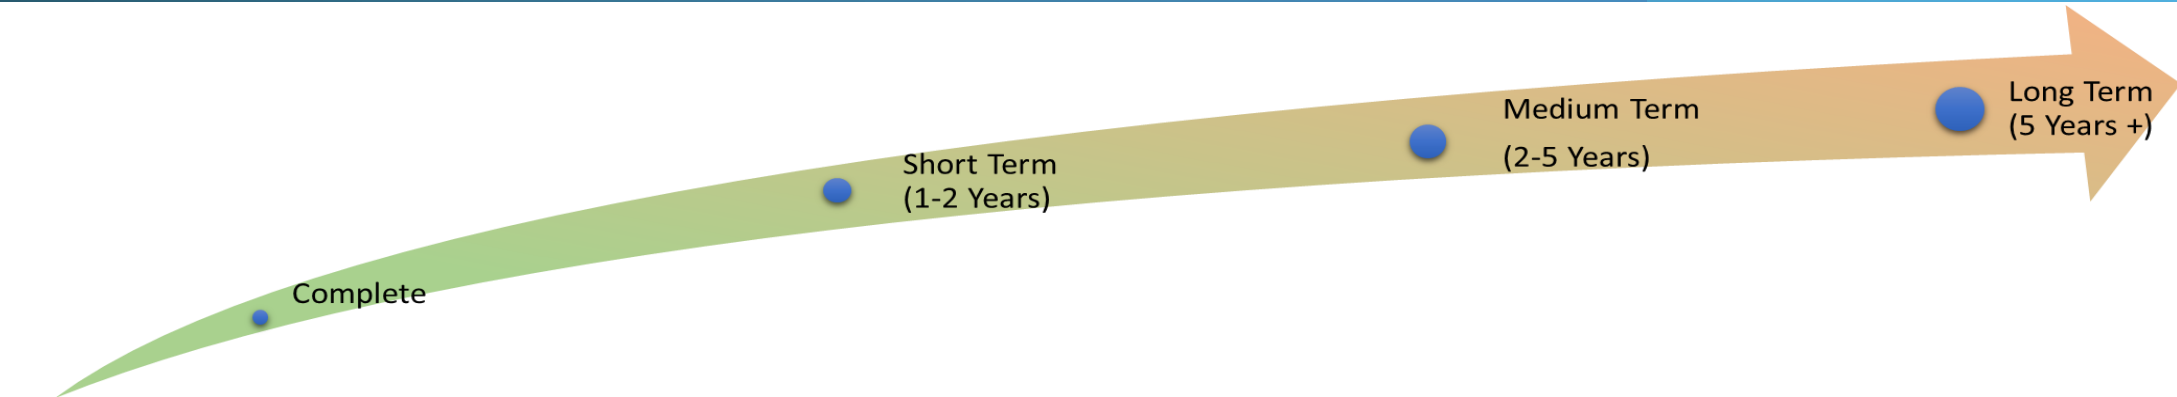 Complete
Short Term
(1-2 Years)
Medium Term
(2-5 Years)
Long Term
(5 Years +)